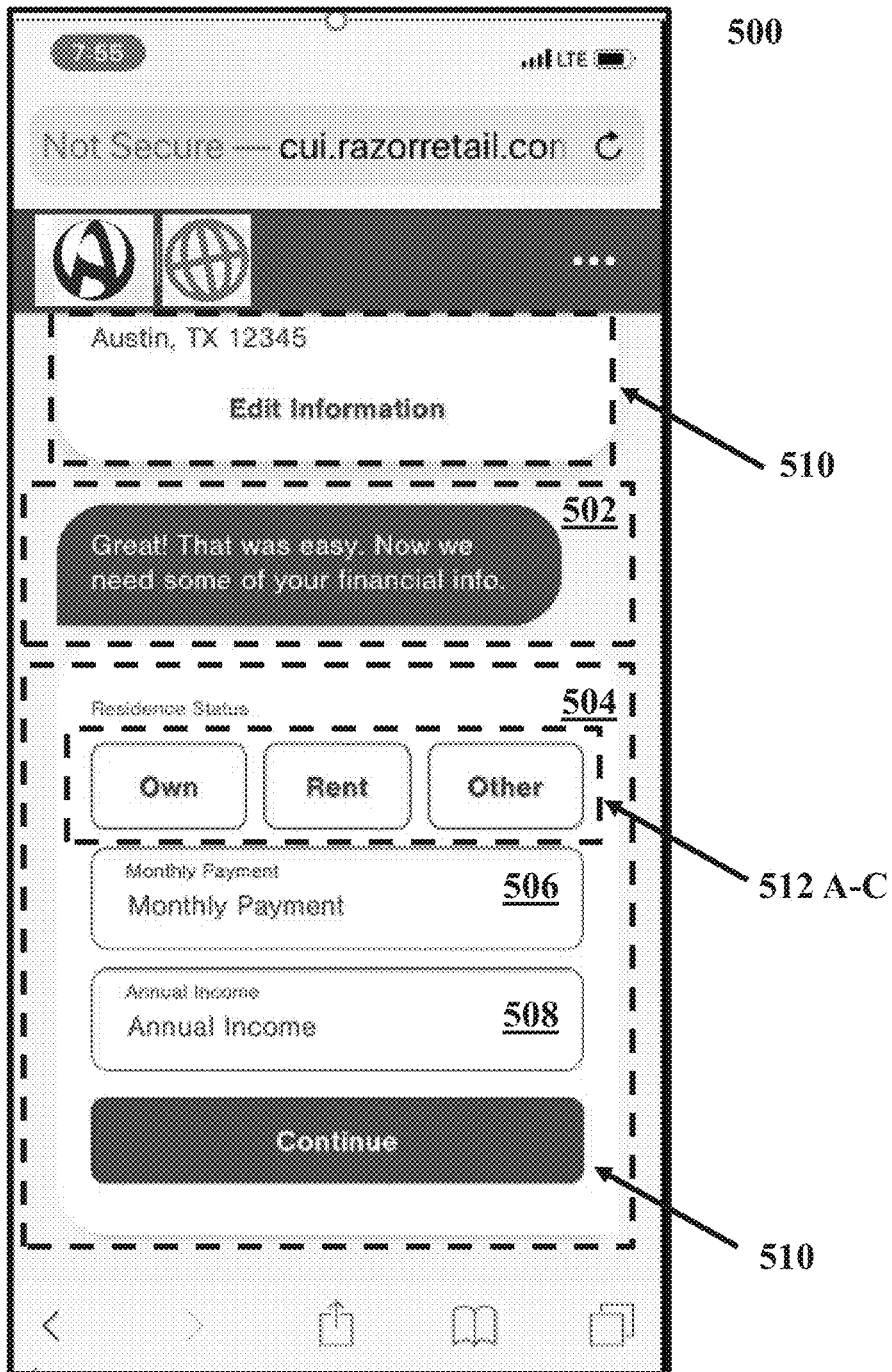 500
LTE
Not Secure — cui.razorretail.con
Austin, TX 12345
Edit Information
510
502
Great! That was easy. Now we
need some of your financial info.
Residence Status
504
Own Rent Other
512 A-C
Monthly Payment
Monthly Payment
506
Annual Income
Annual Income
508
Continue
510